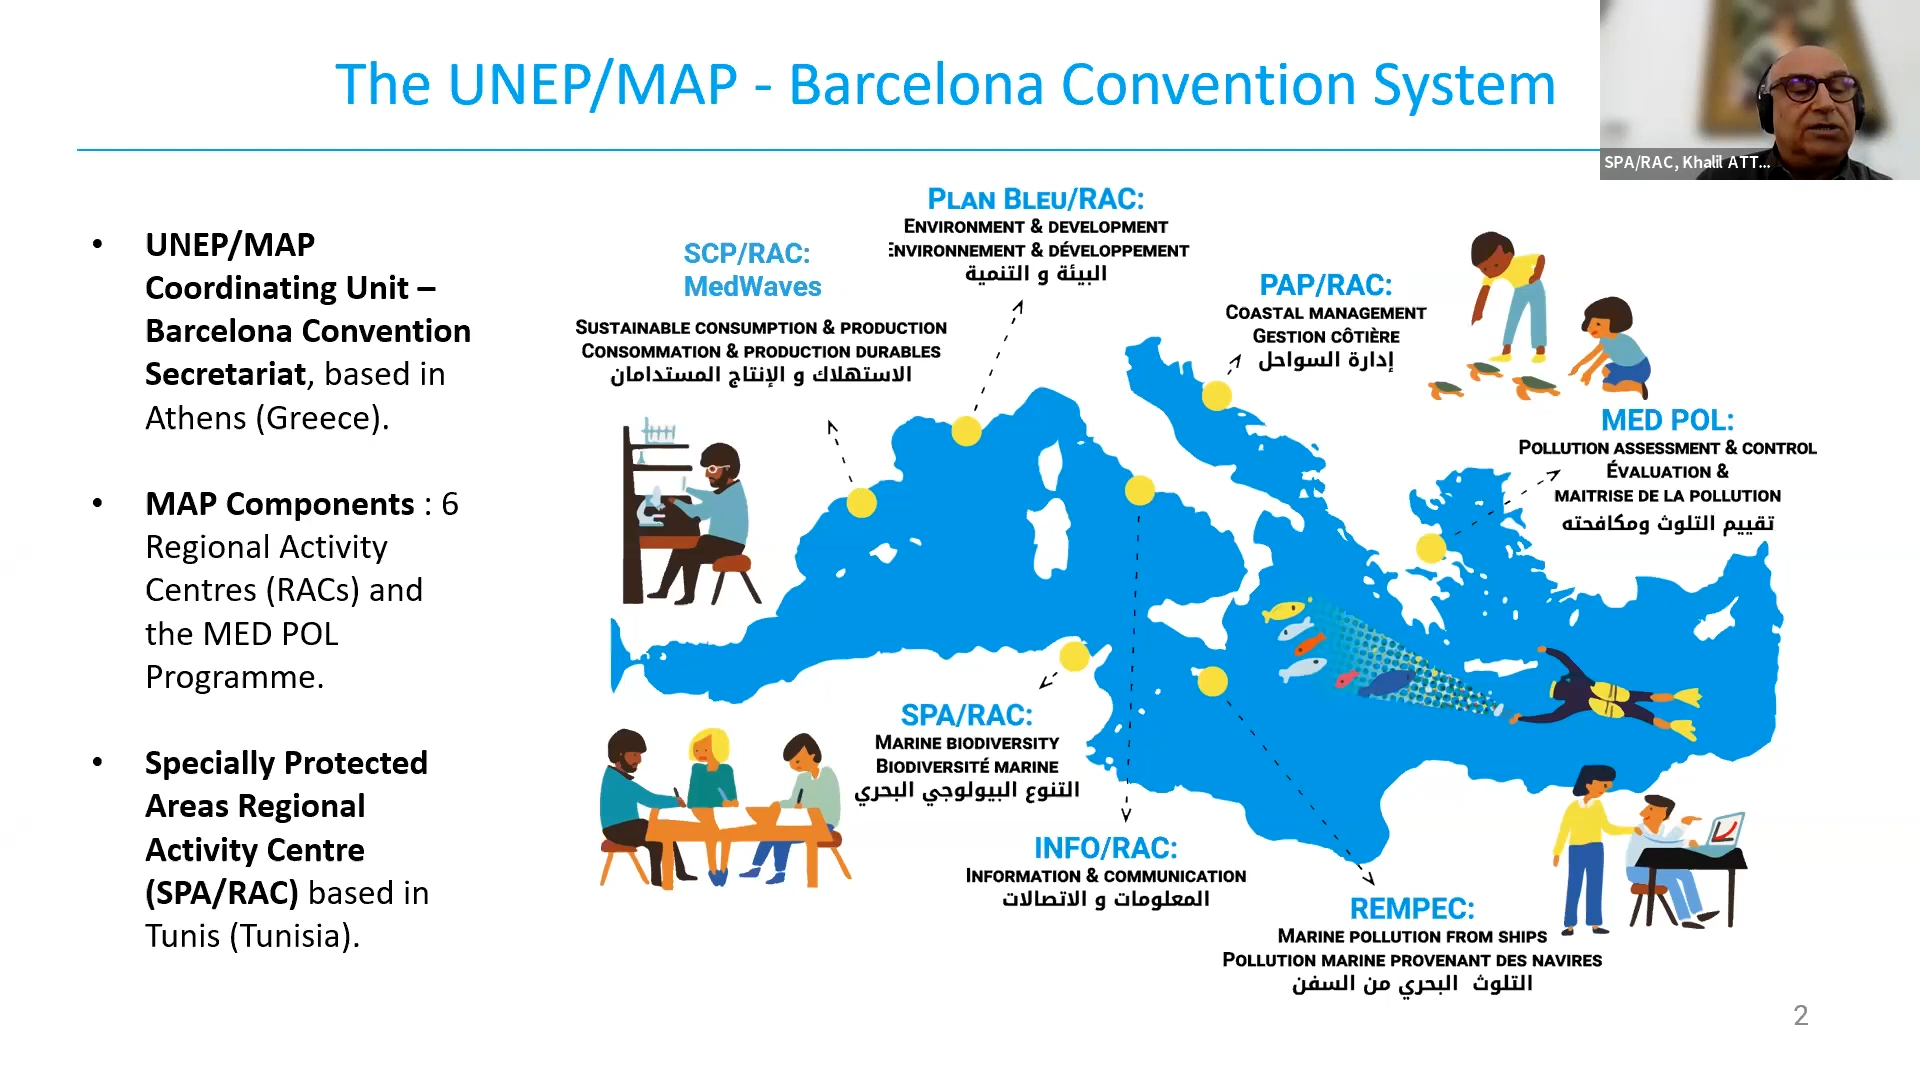 The UNEP/MAP - Barcelona Convention System
SPA/RAC, Khalil ATT...
• UNEP/MAP
Coordinating Unit –
Barcelona Convention
Secretariat, based in
Athens (Greece).
• MAP Components : 6
Regional Activity
Centres (RACs) and
the MED POL
Programme.
• Specially Protected
Areas Regional
Activity Centre
(SPA/RAC) based in
Tunis (Tunisia).
SCP/RAC:
MedWaves
SUSTAINABLE CONSUMPTION & PRODUCTION
CONSOMMATION & PRODUCTION DURABLES
الاستهلاك و الإنتاج المستدامان
PLAN BLEU/RAC:
ENVIRONMENT & DEVELOPMENT
ENVIRONNEMENT & DÉVELOPPEMENT
البيئة و التنمية
PAP/RAC:
COASTAL MANAGEMENT
GESTION CÔTIÈRE
إدارة السواحل
MED POL:
POLLUTION ASSESSMENT & CONTROL
ÉVALUATION &
MAITRISE DE LA POLLUTION
تقييم التلوث ومكافحته
SPA/RAC:
MARINE BIODIVERSITY
BIODIVERSITÉ MARINE
التنوع البيولوجي البحري
INFO/RAC:
INFORMATION & COMMUNICATION
المعلومات و الاتصالات
REMPEC:
MARINE POLLUTION FROM SHIPS
POLLUTION MARINE PROVENANT DES NAVIRES
التلوث البحري من السفن
2